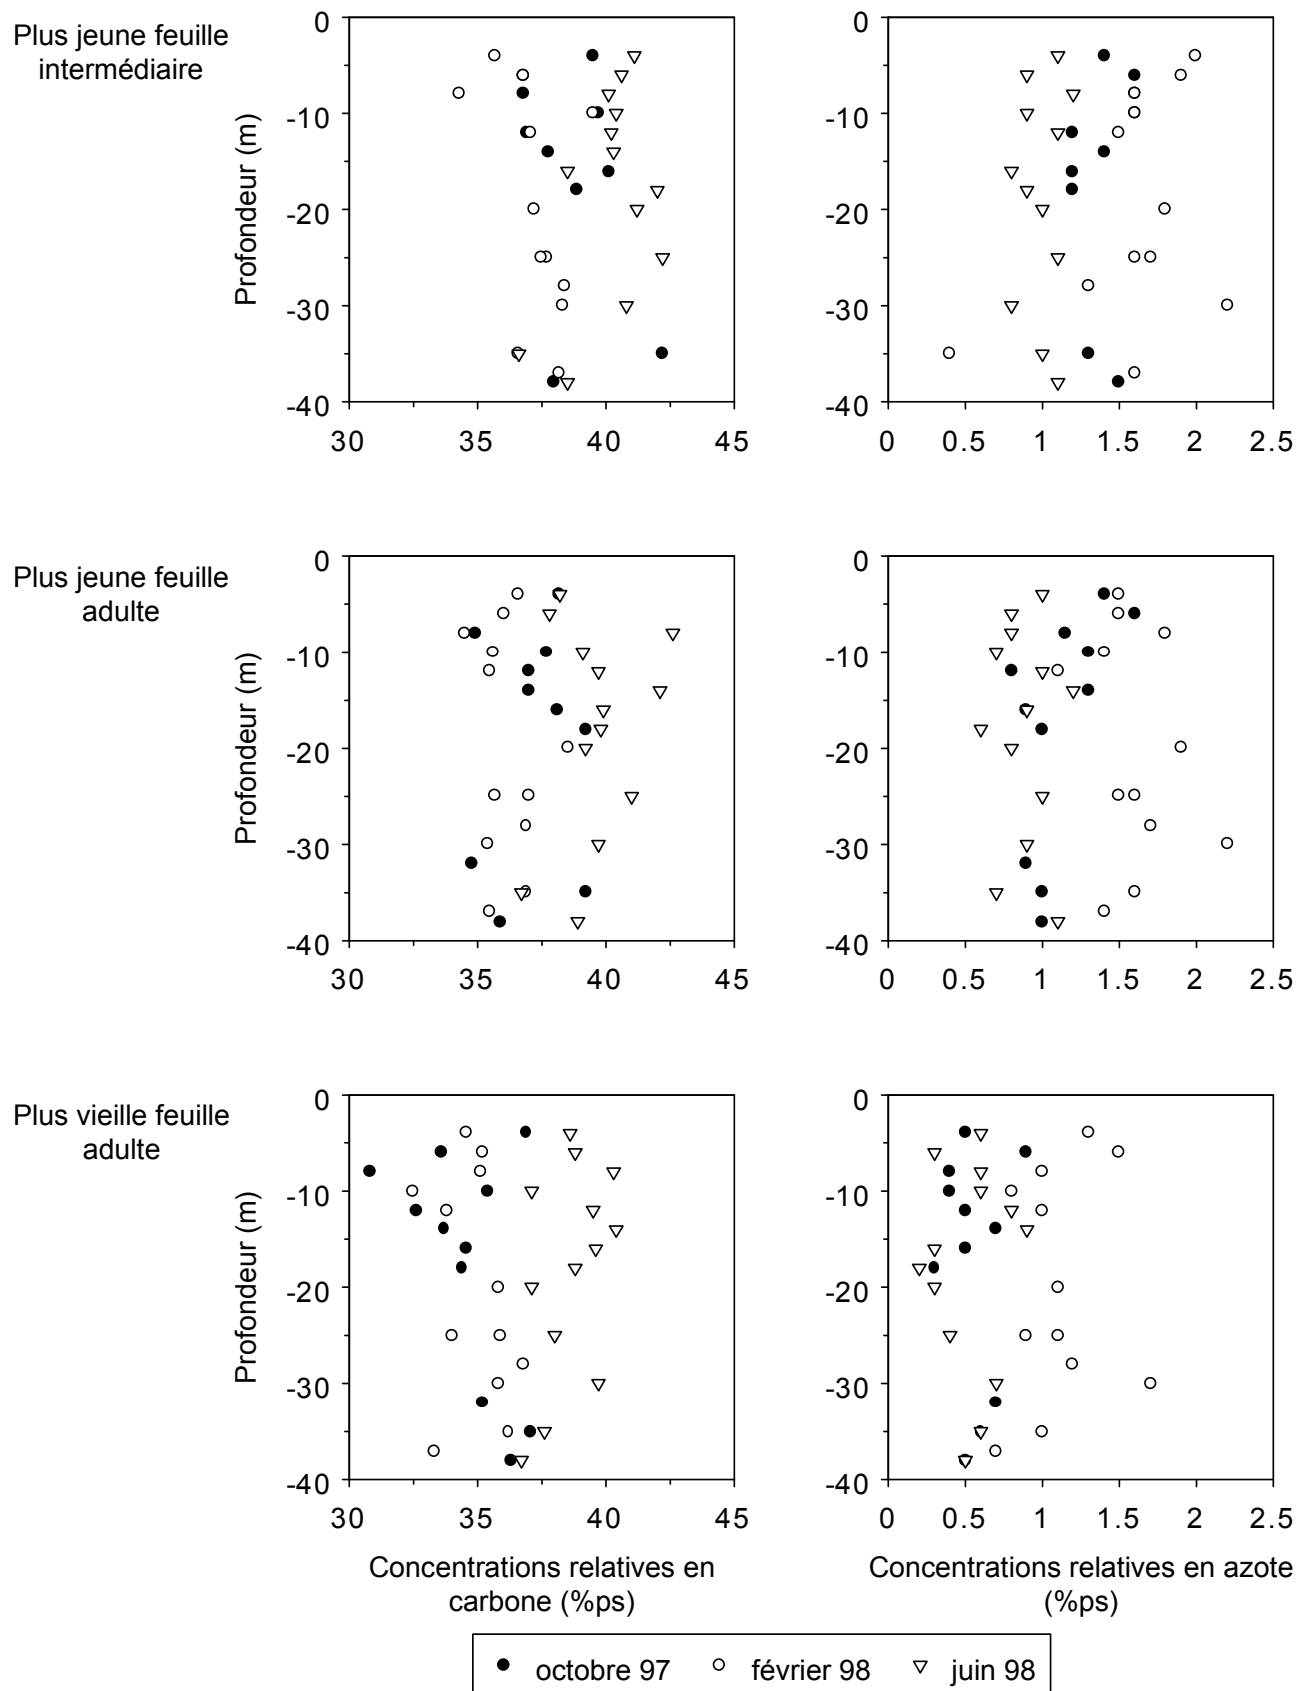 Plus jeune feuille
intermédiaire
Profondeur (m)
0
-10
-20
-30
-40
30 35 40 45
0
-10
-20
-30
-40
0 0.5 1 1.5 2 2.5
Plus jeune feuille
adulte
Profondeur (m)
0
-10
-20
-30
-40
30 35 40 45
0
-10
-20
-30
-40
0 0.5 1 1.5 2 2.5
Plus vieille feuille
adulte
Profondeur (m)
0
-10
-20
-30
-40
30 35 40 45
Concentrations relatives en
carbone (%ps)
0
-10
-20
-30
-40
0 0.5 1 1.5 2 2.5
Concentrations relatives en azote
(%ps)
octobre 97 février 98 juin 98